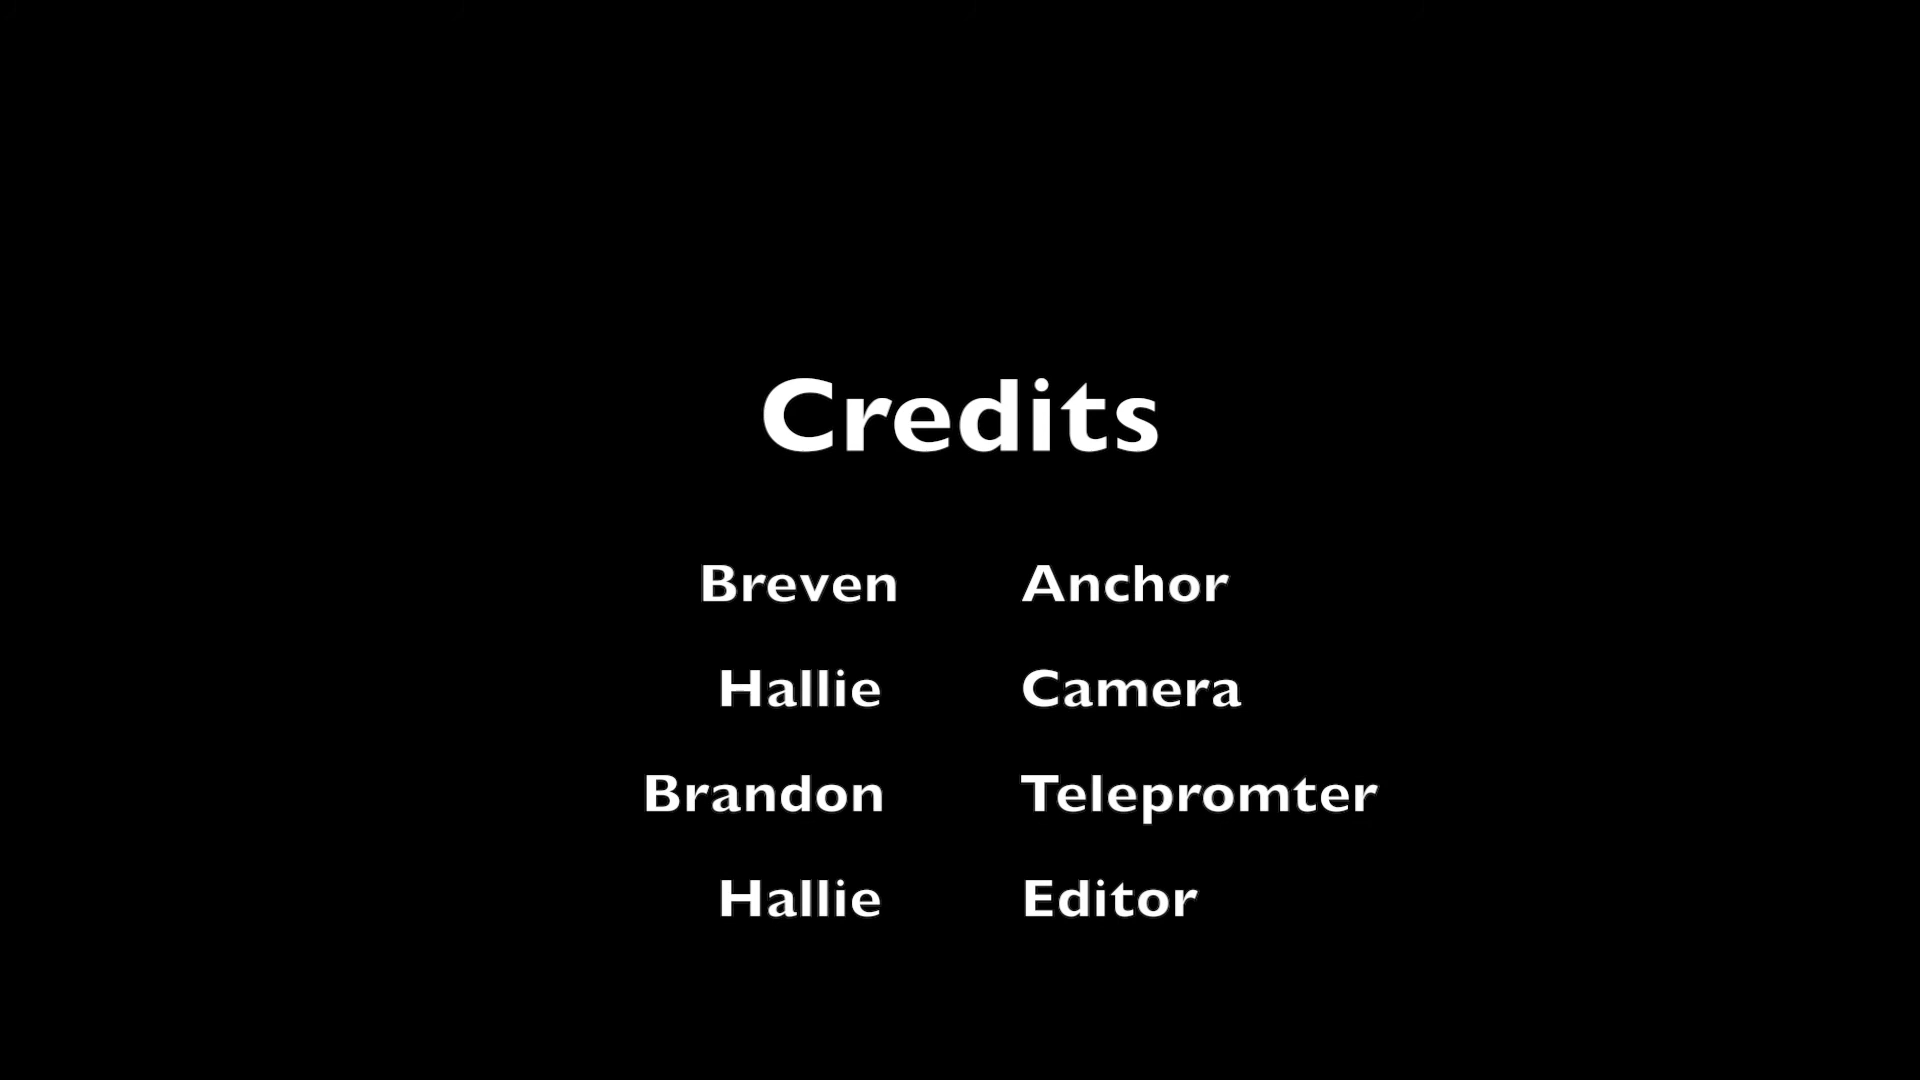 Credits
Breven Anchor
Hallie Camera
Brandon Telepromter
Hallie Editor